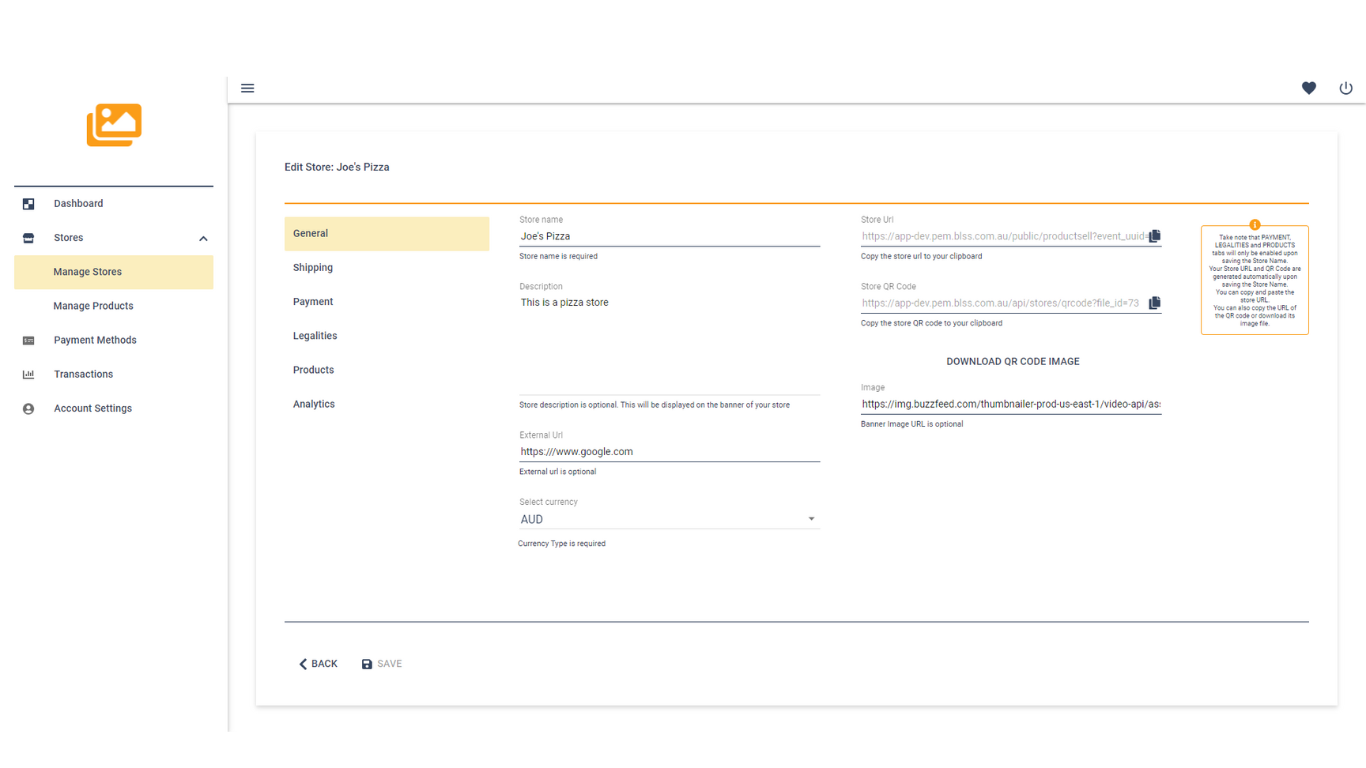 Dashboard
Stores
Manage Stores
Manage Products
Payment Methods
Transactions
Account Settings
Edit Store: Joe's Pizza
General
Shipping
Payment
Legalities
Products
Analytics
Store name
Joe's Pizza
Store name is required
Description
This is a pizza store
Store description is optional. This will be displayed on the banner of your store
External Url
https:///www.google.com
External url is optional
Select currency
AUD
Currency Type is required
Store Url
https://app-dev.pem.blss.com.au/public/productsell?event_uuid=
Copy the store url to your clipboard
Store QR Code
https://app-dev.pem.blss.com.au/api/stores/qrcode?file_id=73
Copy the store QR code to your clipboard
DOWNLOAD QR CODE IMAGE
Image
https://img.buzzfeed.com/thumbnailer-prod-us-east-1/video-api/as
Banner Image URL is optional
Take note that PAYMENT,
LEGALITIES and PRODUCTS
tabs will only be enabled upon
saving the Store Name.
Your Store URL and QR Code are
generated automatically upon
saving the Store Name.
You can copy and paste the
store URL.
You can also copy the URL of
the QR code or download its
image file.
BACK
SAVE